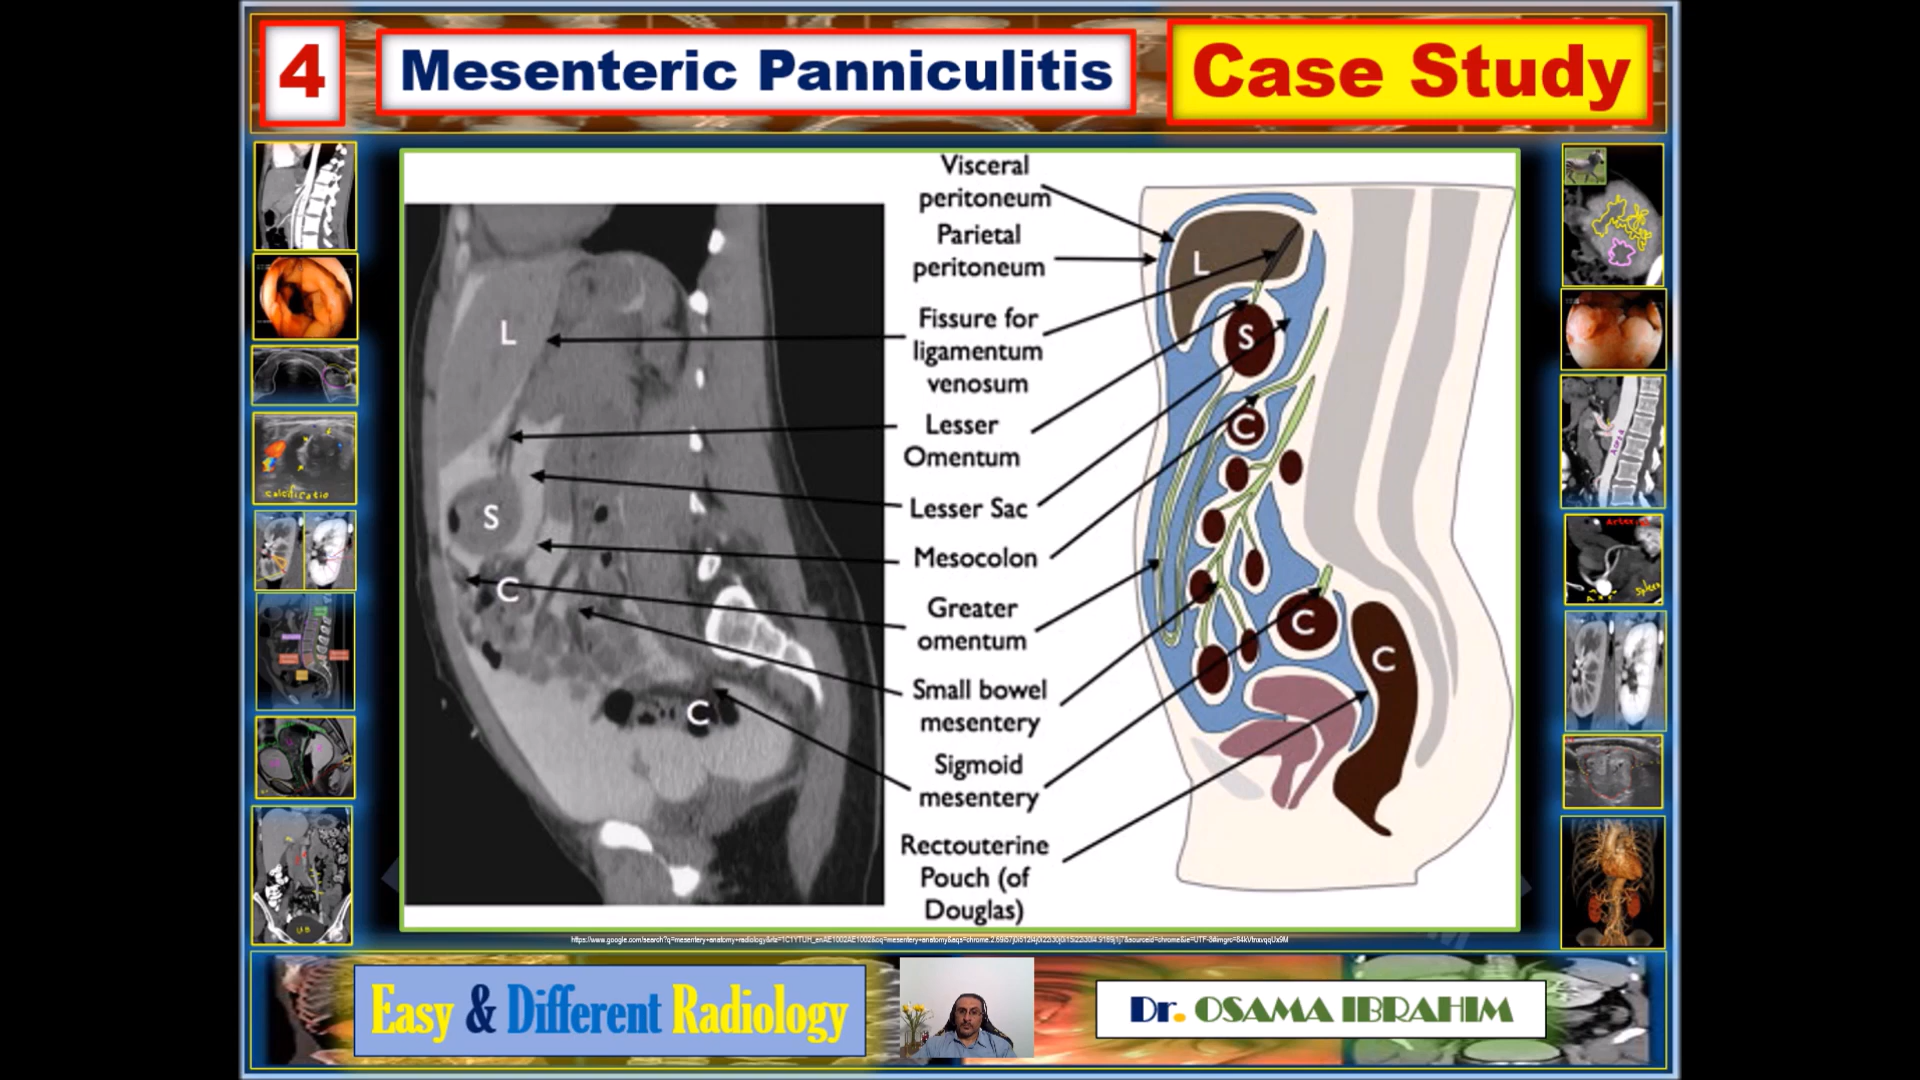 4
Mesenteric Panniculitis
Case Study
Visceral
peritoneum
Parietal
peritoneum
Fissure for
ligamentum
venosum
Lesser
Omentum
Lesser Sac
Mesocolon
Greater
omentum
Small bowel
mesentery
Sigmoid
mesentery
Rectouterine
Pouch (of
Douglas)
L
S
C
C
L
S
C
C
C
Easy & Different Radiology
Dr. OSAMA IBRAHIM